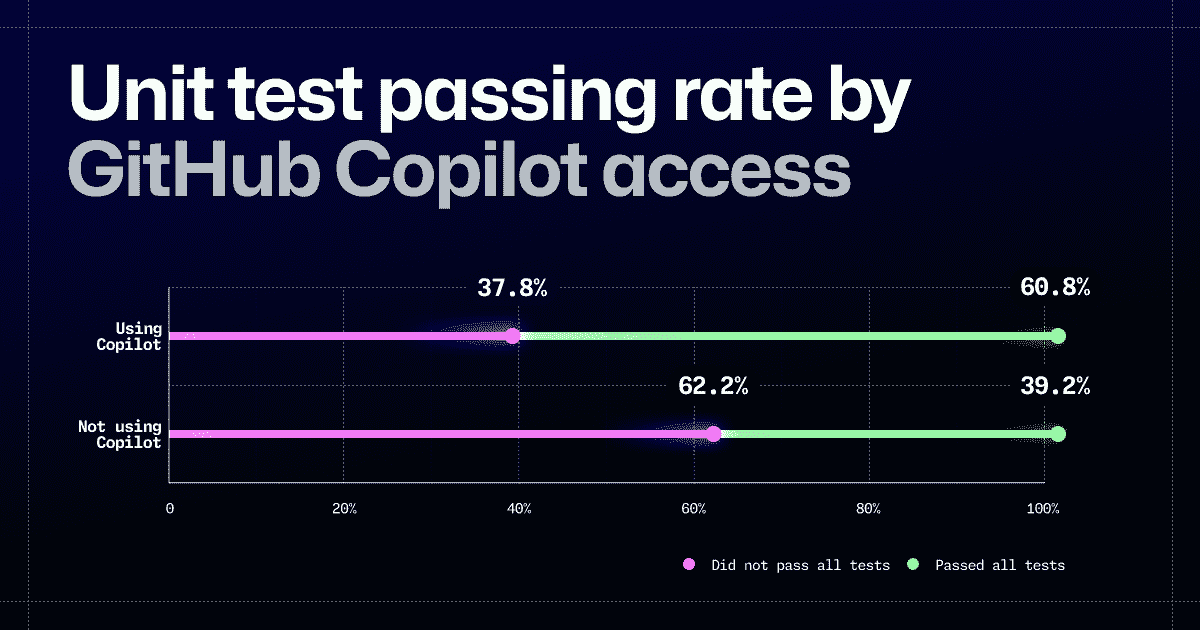 Unit test passing rate by
GitHub Copilot access
37.8%
60.8%
Using
Copilot
62.2%
39.2%
Not using
Copilot
0
20%
40%
60%
80%
100%
Did not pass all tests
Passed all tests